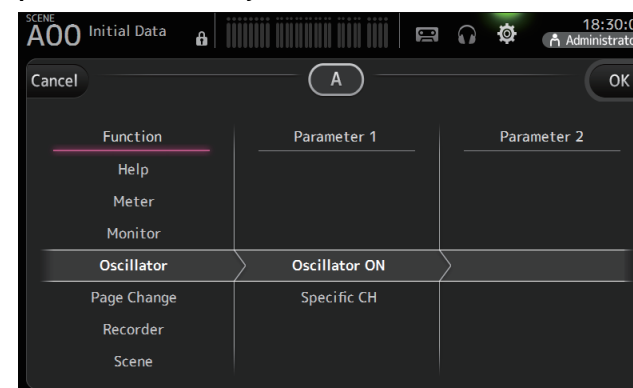 SCENE
A00 Initial Data
18:30:0
Administrato
Cancel
A
OK
Function
Parameter 1
Parameter 2
Help
Meter
Monitor
Oscillator
Oscillator ON
Page Change
Specific CH
Recorder
Scene